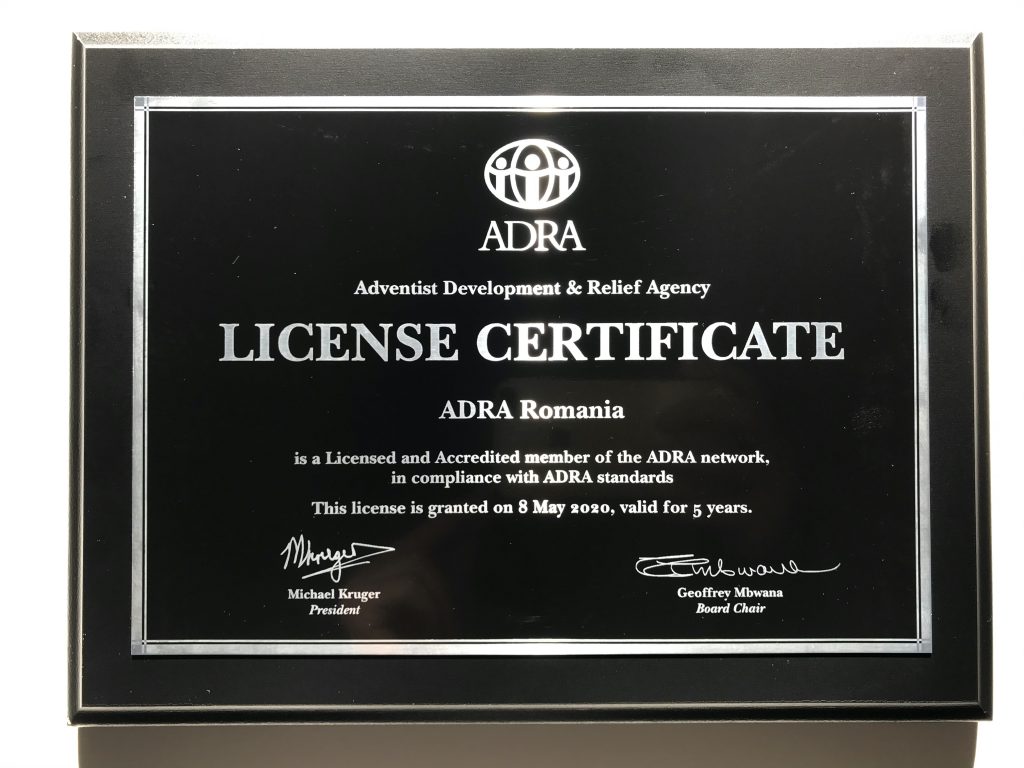 ADRA
Adventist Development & Relief Agency
LICENSE CERTIFICATE
ADRA Romania
is a Licensed and Accredited member of the ADRA network,
in compliance with ADRA standards
This license is granted on 8 May 2020, valid for 5 years.
Mkruger
Michael Kruger
President
Mbwana
Geoffrey Mbwana
Board Chair